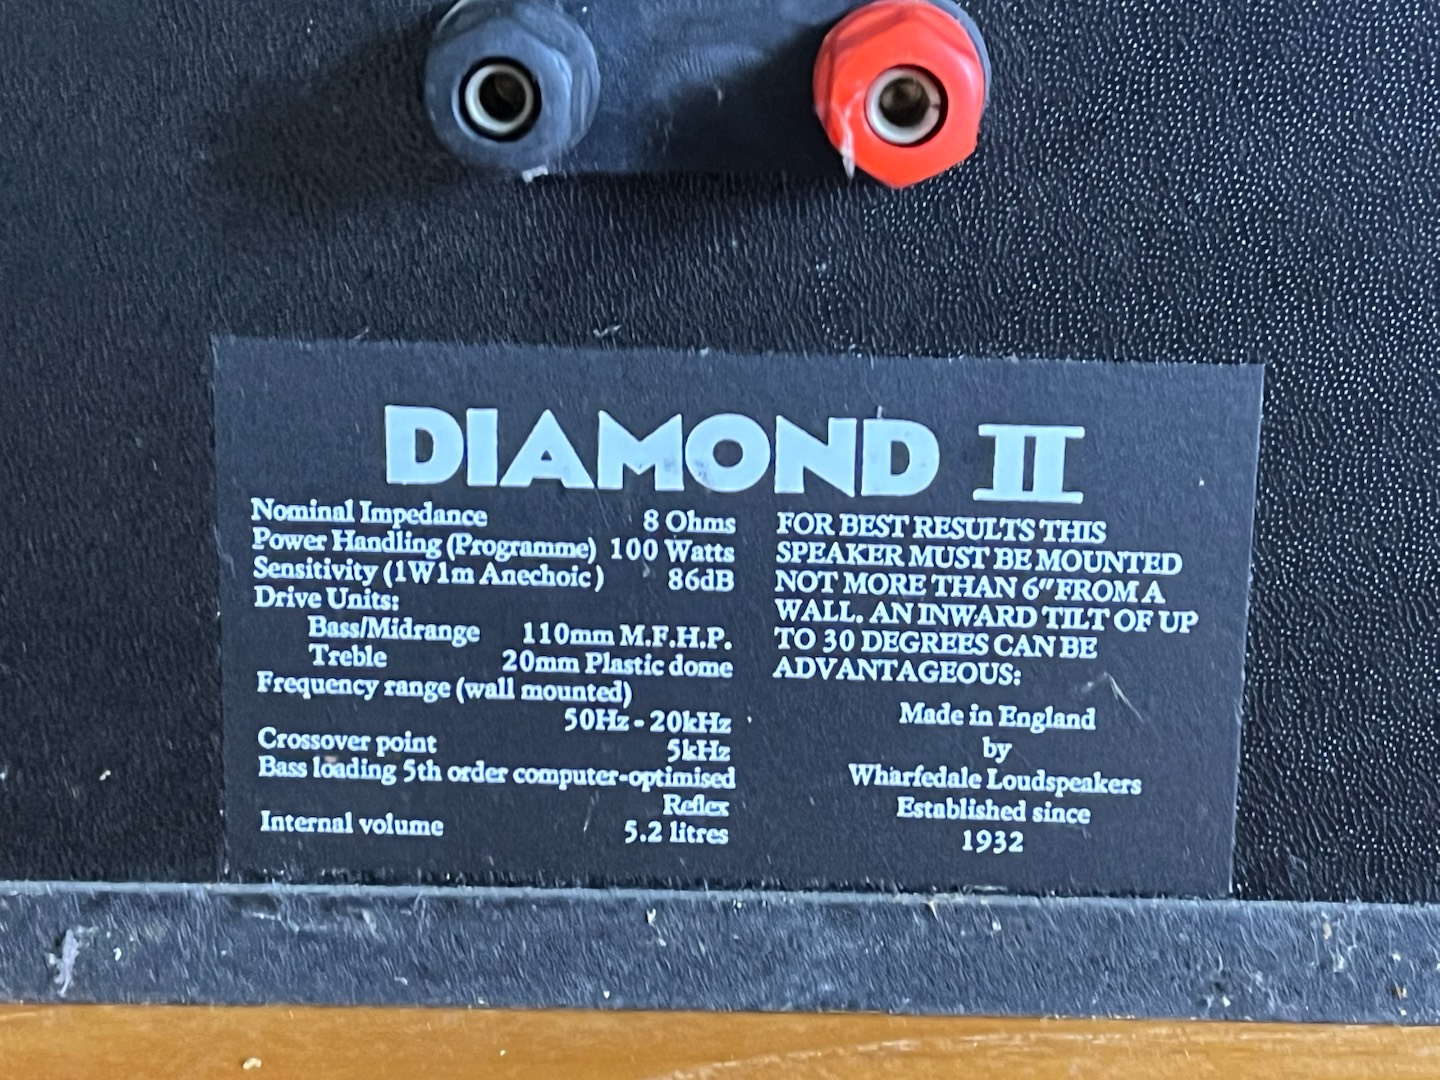 DIAMOND II
Nominal Impedance 8 Ohms
Power Handling (Programme) 100 Watts
Sensitivity (1W1m Anechoic) 86dB
Drive Units:
Bass/Midrange 110mm M.F.H.P.
Treble 20mm Plastic dome
Frequency range (wall mounted)
50Hz - 20kHz
Crossover point 5kHz
Bass loading 5th order computer-optimised
Reflex
Internal volume 5.2 litres
FOR BEST RESULTS THIS
SPEAKER MUST BE MOUNTED
NOT MORE THAN 6" FROM A
WALL. AN INWARD TILT OF UP
TO 30 DEGREES CAN BE
ADVANTAGEOUS:
Made in England
by
Wharfedale Loudspeakers
Established since
1932